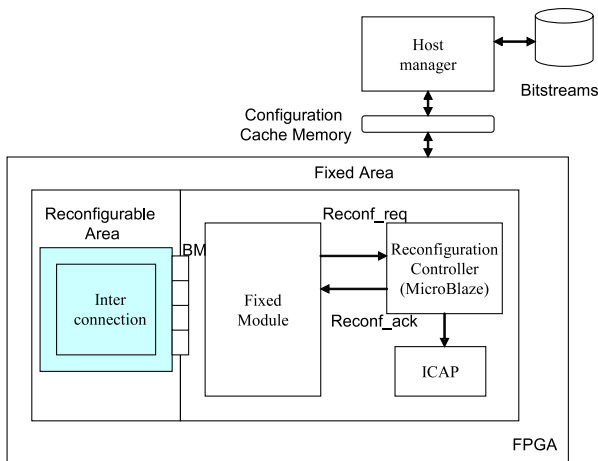 Host
manager
Bitstreams
Configuration
Cache Memory
Fixed Area
Reconfigurable
Area
BM
Inter
connection
Fixed
Module
Reconf_req
Reconfiguration
Controller
(MicroBlaze)
Reconf_ack
ICAP
FPGA